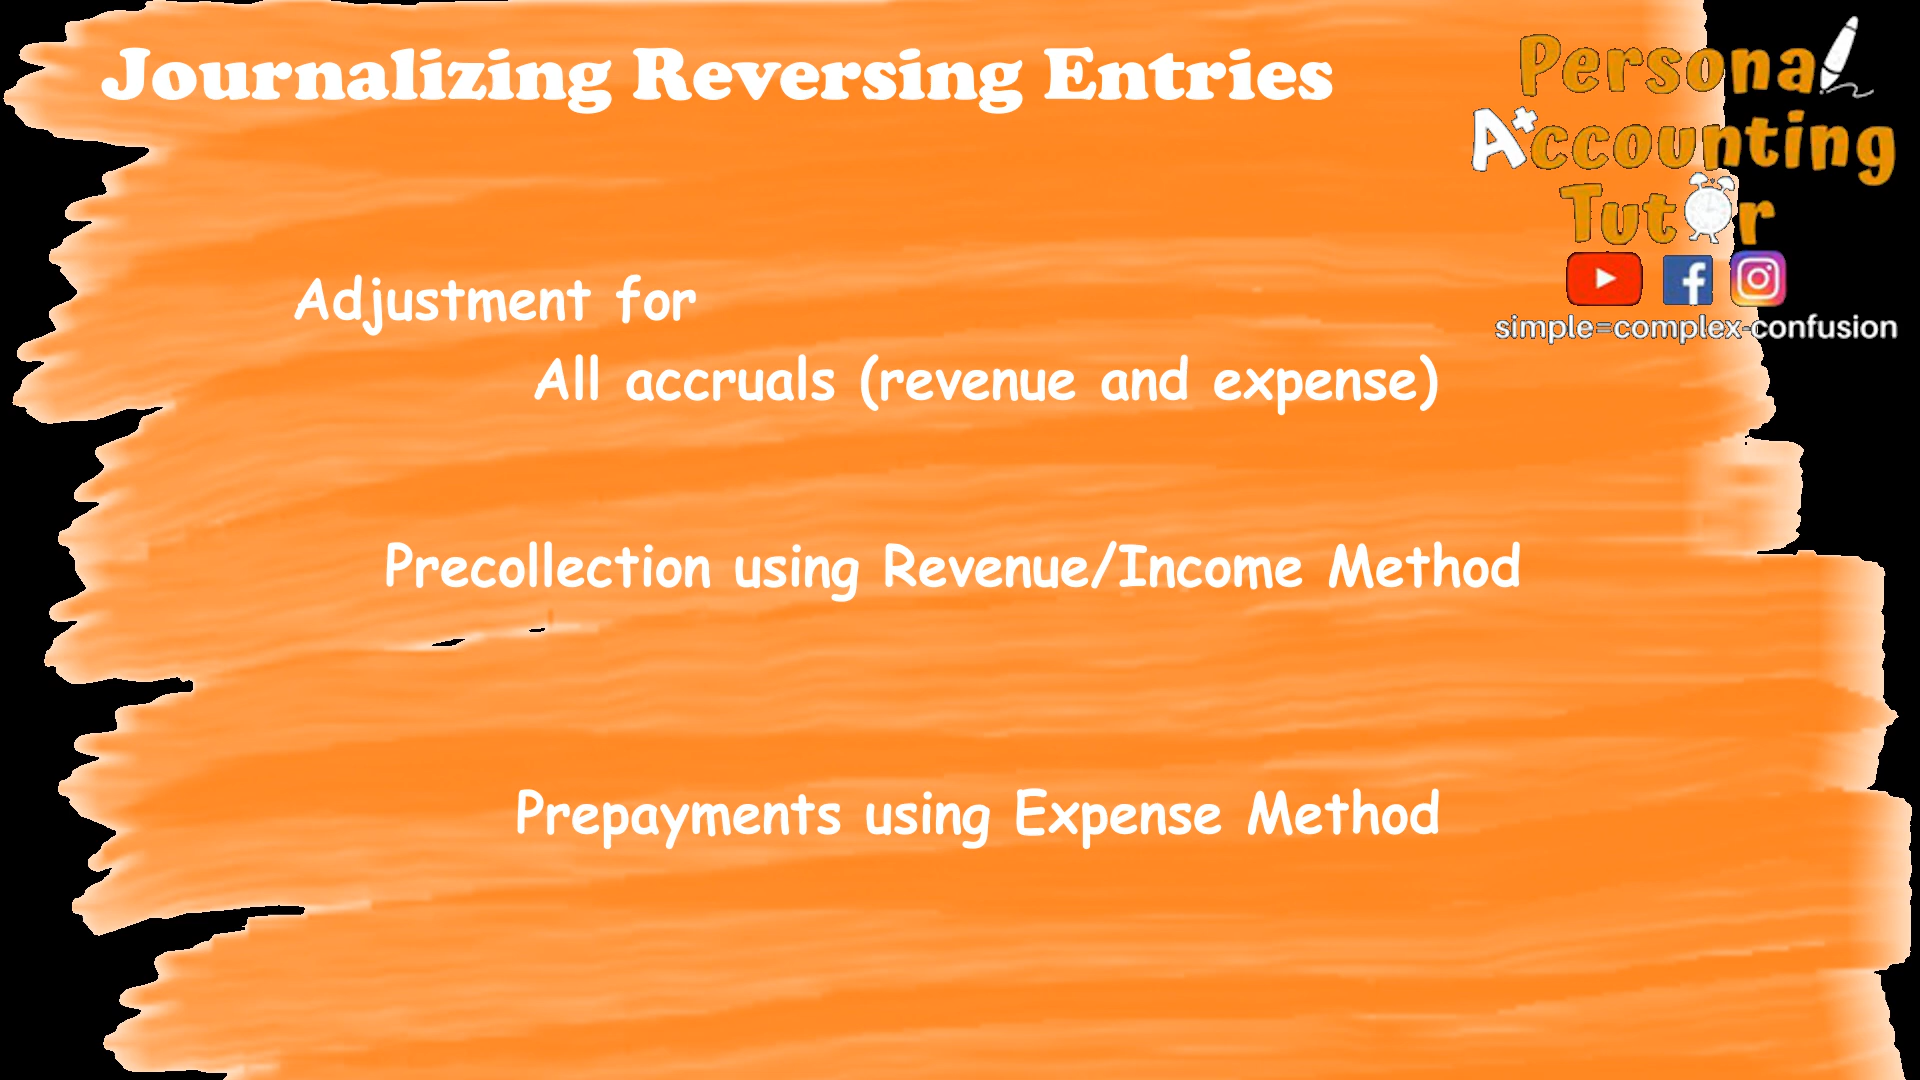 Journalizing Reversing Entries
Personal
A+ccounting
Tutor
simple=complex-confusion
Adjustment for
All accruals (revenue and expense)
Precollection using Revenue/Income Method
Prepayments using Expense Method